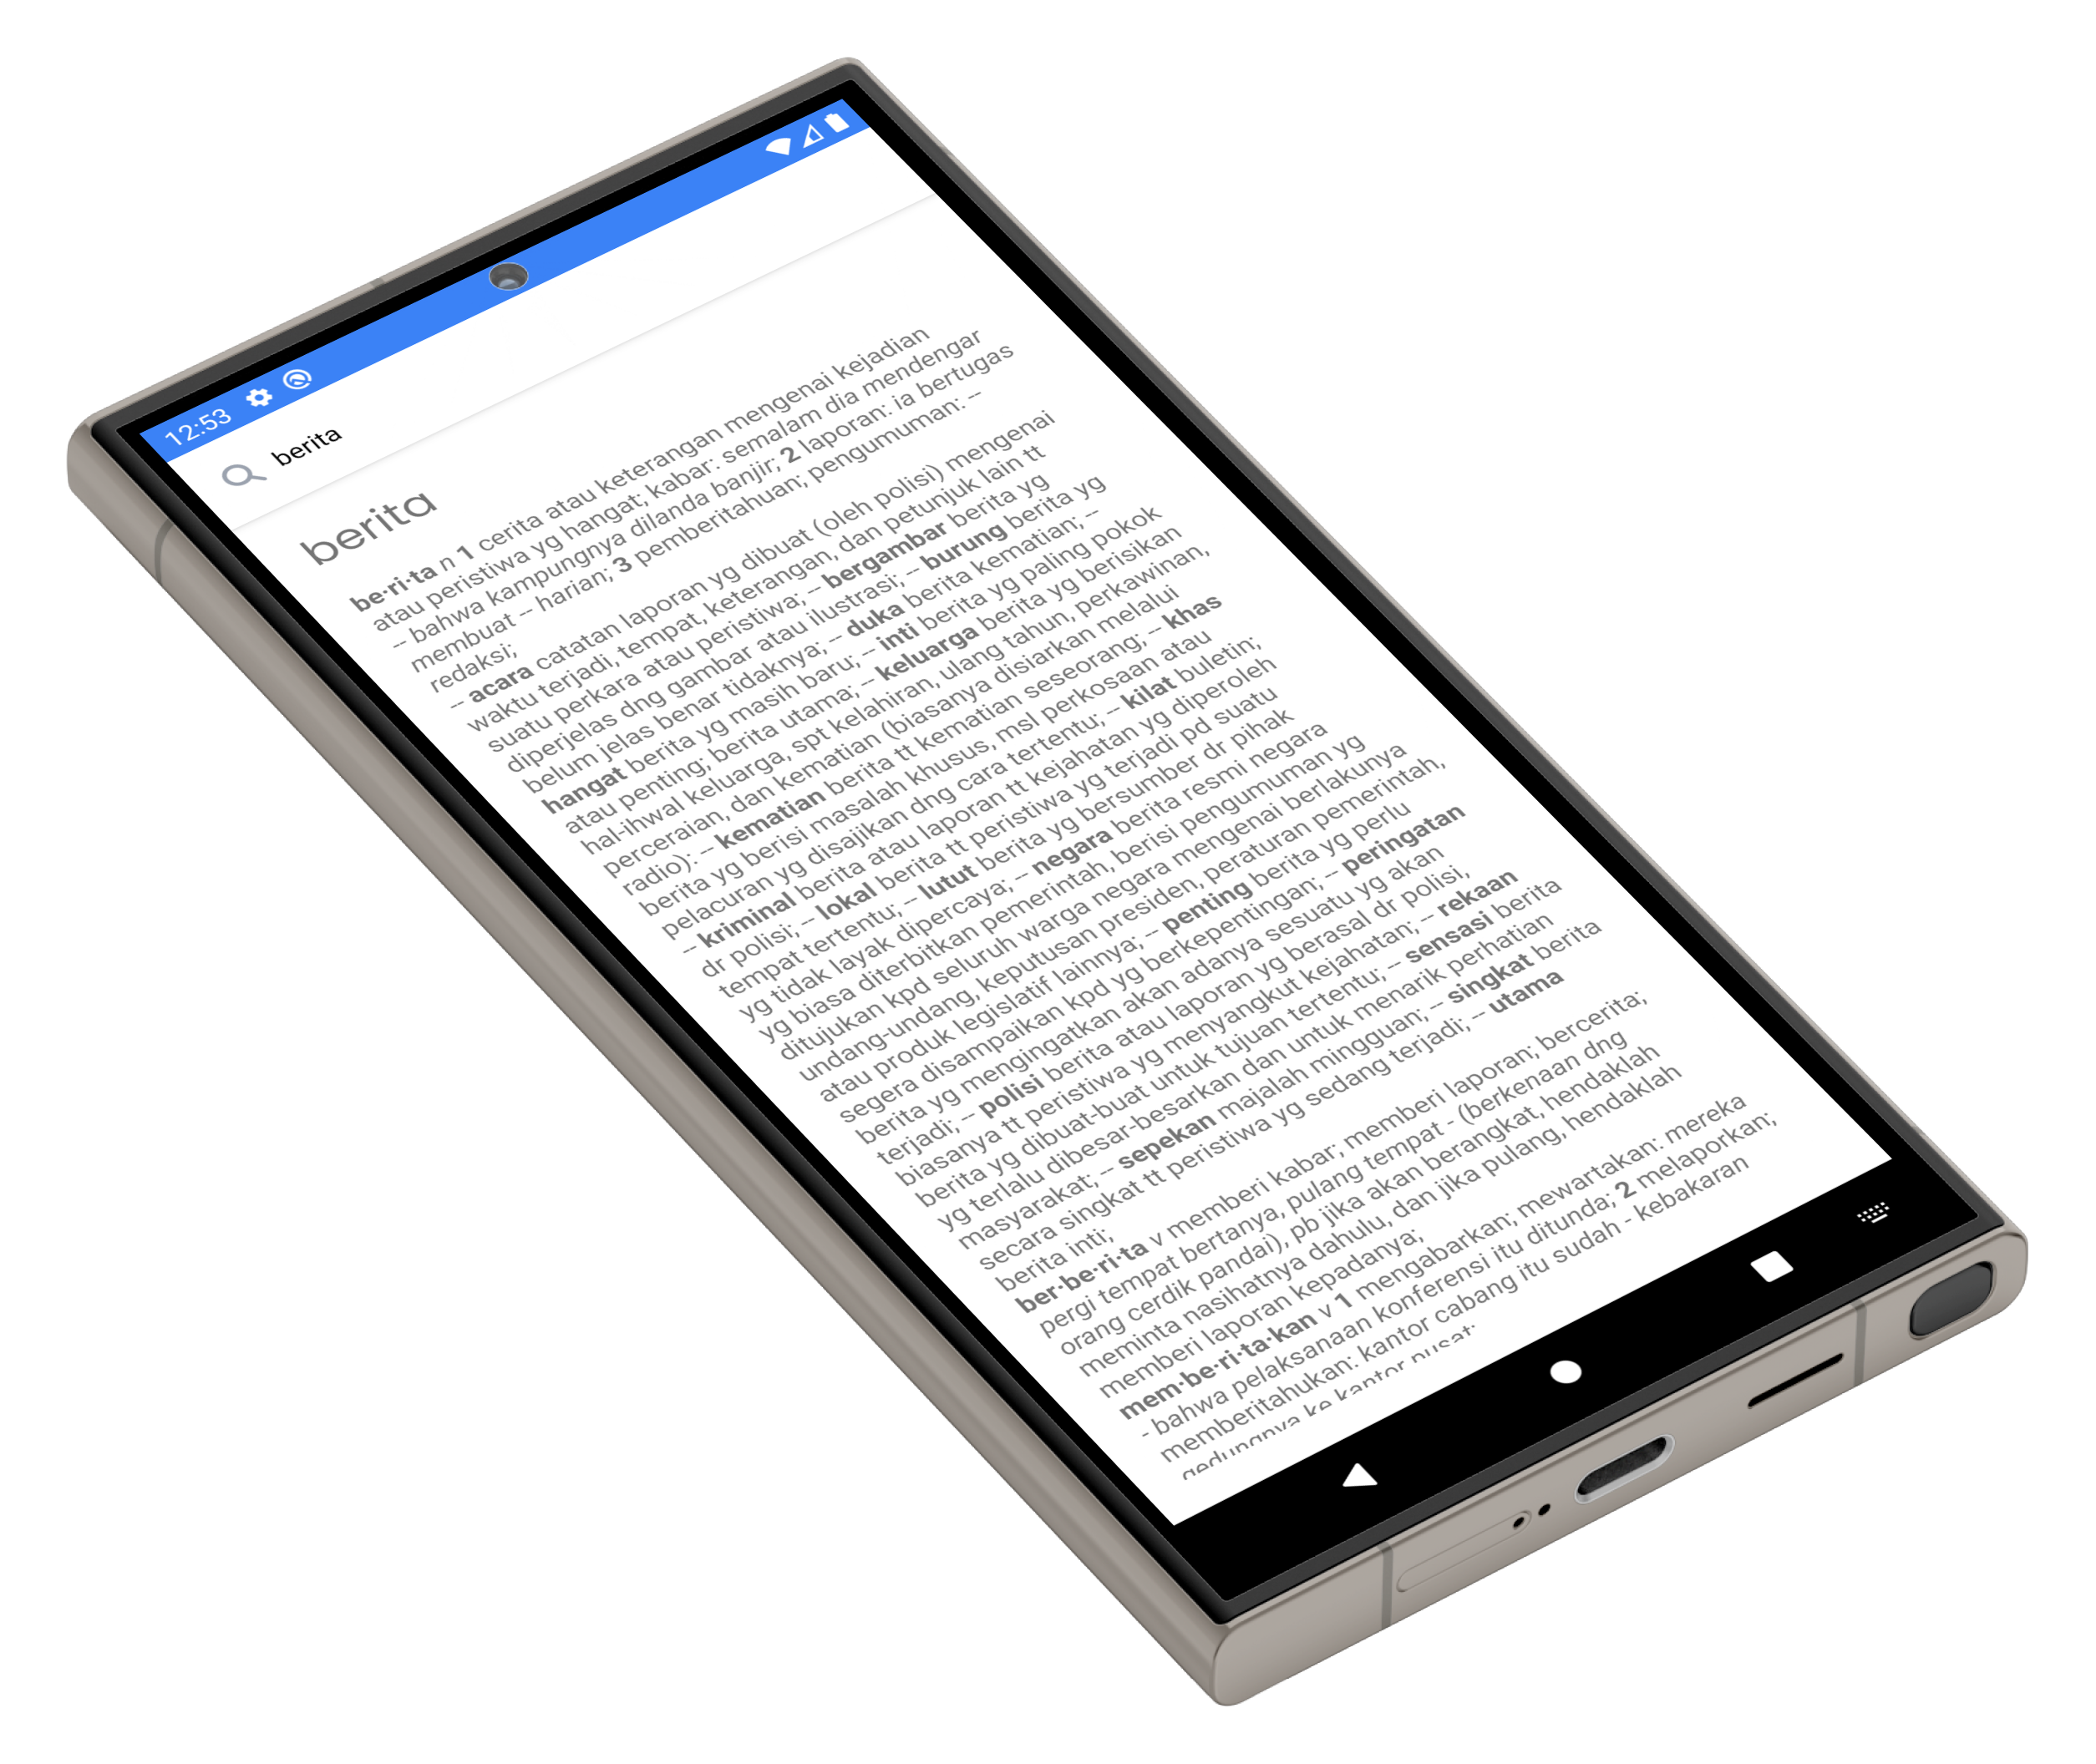 12:53
berita
berita
be·ri·ta n 1 cerita atau keterangan mengenai kejadian
atau peristiwa yg hangat; kabar: semalam dia mendengar
-- bahwa kampungnya dilanda banjir; 2 laporan: ia bertugas
membuat -- harian; 3 pemberitahuan; pengumuman: --
redaksi;
-- acara catatan laporan yg dibuat (oleh polisi) mengenai
waktu terjadi, tempat, keterangan, dan petunjuk lain tt
suatu perkara atau peristiwa; -- bergambar berita yg
diperjelas dng gambar atau ilustrasi; -- burung berita yg
belum jelas benar tidaknya; -- duka berita kematian; --
hangat berita yg masih baru; -- inti berita yg paling pokok
atau penting; berita utama; -- keluarga berita yg berisikan
hal-ihwal keluarga, spt kelahiran, ulang tahun, perkawinan,
perceraian, dan kematian (biasanya disiarkan melalui
radio): -- kematian berita tt kematian seseorang; -- khas
berita yg berisi masalah khusus, msl perkosaan atau
pelacuran yg disajikan dng cara tertentu; -- kilat buletin;
-- kriminal berita atau laporan tt kejahatan yg diperoleh
dr polisi; -- lokal berita tt peristiwa yg terjadi pd suatu
tempat tertentu; -- lutut berita yg bersumber dr pihak
yg tidak layak dipercaya; -- negara berita resmi negara
yg biasa diterbitkan pemerintah, berisi pengumuman yg
ditujukan kpd seluruh warga negara mengenai berlakunya
undang-undang, keputusan presiden, peraturan pemerintah,
atau produk legislatif lainnya; -- penting berita yg perlu
segera disampaikan kpd yg berkepentingan; -- peringatan
berita yg mengingatkan akan adanya sesuatu yg akan
terjadi; -- polisi berita atau laporan yg berasal dr polisi,
biasanya tt peristiwa yg menyangkut kejahatan; -- rekaan
berita yg dibuat-buat untuk tujuan tertentu; -- sensasi berita
yg terlalu dibesar-besarkan dan untuk menarik perhatian
masyarakat; -- sepekan majalah mingguan; -- singkat berita
secara singkat tt peristiwa yg sedang terjadi; -- utama
berita inti;
ber·be·ri·ta v memberi kabar; memberi laporan; bercerita;
pergi tempat bertanya, pulang tempat - (berkenaan dng
orang cerdik pandai), pb jika akan berangkat, hendaklah
meminta nasihatnya dahulu, dan jika pulang, hendaklah
memberi laporan kepadanya;
mem·be·ri·ta·kan v 1 mengabarkan; mewartakan: mereka
- bahwa pelaksanaan konferensi itu ditunda; 2 melaporkan;
memberitahukan: kantor cabang itu sudah - kebakaran
gedungnya ke kantor pusat;